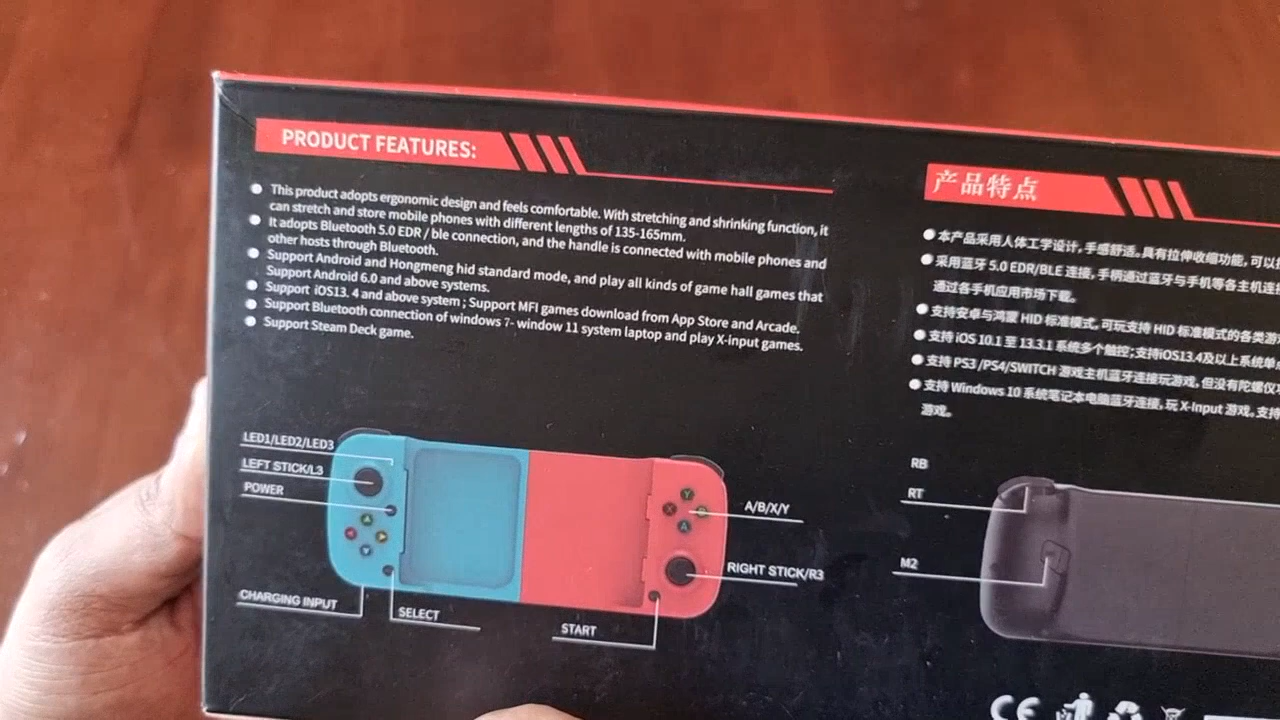 PRODUCT FEATURES:
This product adopts ergonomic design and feels comfortable. With stretching and shrinking function, it
can stretch and store mobile phones with different lengths of 135-165mm.
It adopts Bluetooth 5.0 EDR / ble connection, and the handle is connected with mobile phones and
other hosts through Bluetooth.
Support Android and Hongmeng hid standard mode, and play all kinds of game hall games that
Support Android 6.0 and above systems.
Support iOS13. 4 and above system ; Support MFI games download from App Store and Arcade.
Support Bluetooth connection of windows 7- window 11 system laptop and play X-input games.
Support Steam Deck game.
LED1/LED2/LED3
LEFT STICK/L3
POWER
CHARGING INPUT
SELECT
START
A/B/X/Y
RIGHT STICK/R3
Y
X
B
A
产品特点
本产品采用人体工学设计，手感舒适。具有拉伸收缩功能，可以
采用蓝牙 5.0 EDR/BLE 连接，手柄通过蓝牙与手机等各主机连
通过各手机应用市场下载。
支持安卓与鸿蒙 HID 标准模式，可玩支持 HID 标准模式的各类游
支持 iOS 10.1 至 13.3.1 系统多个触控；支持iOS13.4及以上系统单
支持 PS3 /PS4/SWITCH 游戏主机蓝牙连接玩游戏，但没有陀螺仪
支持 Windows 10 系统笔记本电脑蓝牙连接，玩 X-Input 游戏。支持
游戏。
RB
RT
M2
CE